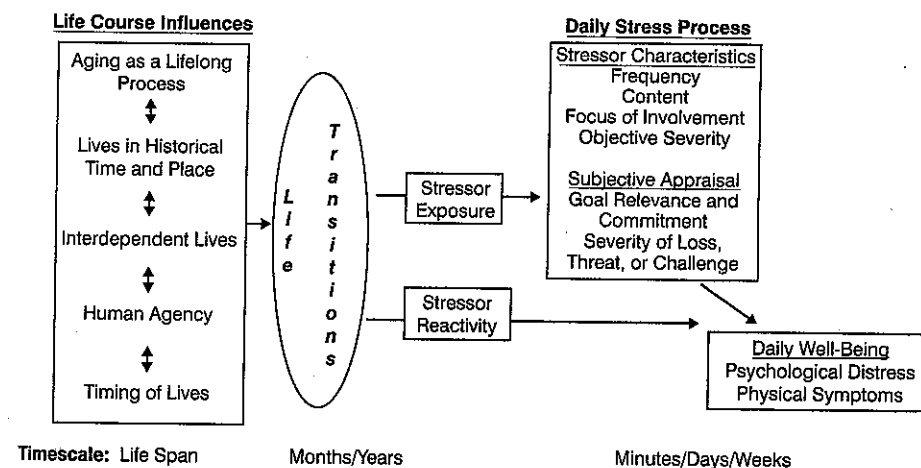 Life Course Influences
Aging as a Lifelong
Process
Lives in Historical
Time and Place
Interdependent Lives
Human Agency
Timing of Lives
Life
Transitions
Stressor
Exposure
Stressor
Reactivity
Daily Stress Process
Stressor Characteristics
Frequency
Content
Focus of Involvement
Objective Severity
Subjective Appraisal
Goal Relevance and
Commitment
Severity of Loss,
Threat, or Challenge
Daily Well-Being
Psychological Distress
Physical Symptoms
Timescale: Life Span
Months/Years
Minutes/Days/Weeks